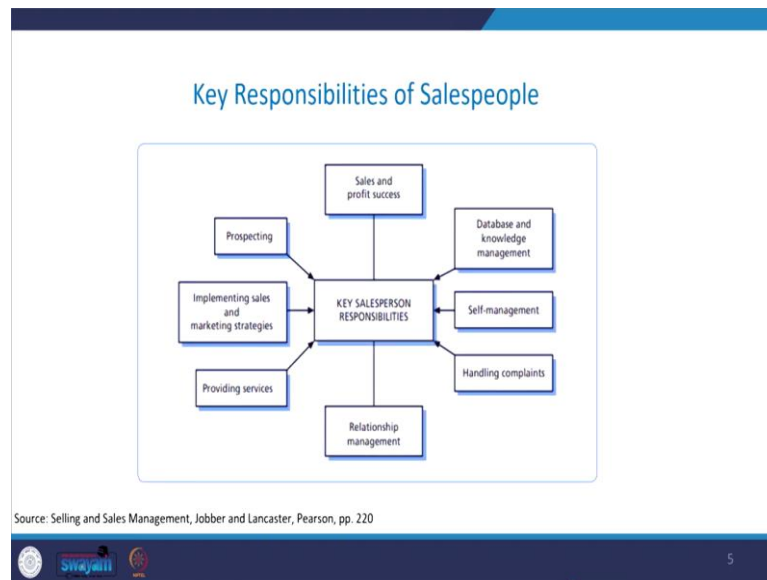 Key Responsibilities of Salespeople
Sales and
profit success
Prospecting
Database and
knowledge
management
Implementing sales
and
marketing strategies
KEY SALESPERSON
RESPONSIBILITIES
Self-management
Providing services
Handling complaints
Relationship
management
Source: Selling and Sales Management, Jobber and Lancaster, Pearson, pp. 220
swayam
5